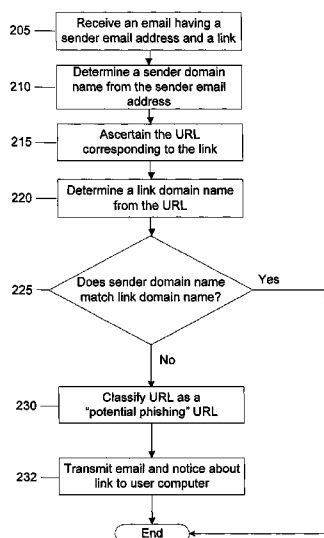 205
Receive an email having a
sender email address and a link
210
Determine a sender domain
name from the sender email
address
215
Ascertain the URL
corresponding to the link
220
Determine a link domain name
from the URL
225
Does sender domain name
match link domain name?
Yes
No
230
Classify URL as a
"potential phishing" URL
232
Transmit email and notice about
link to user computer
End